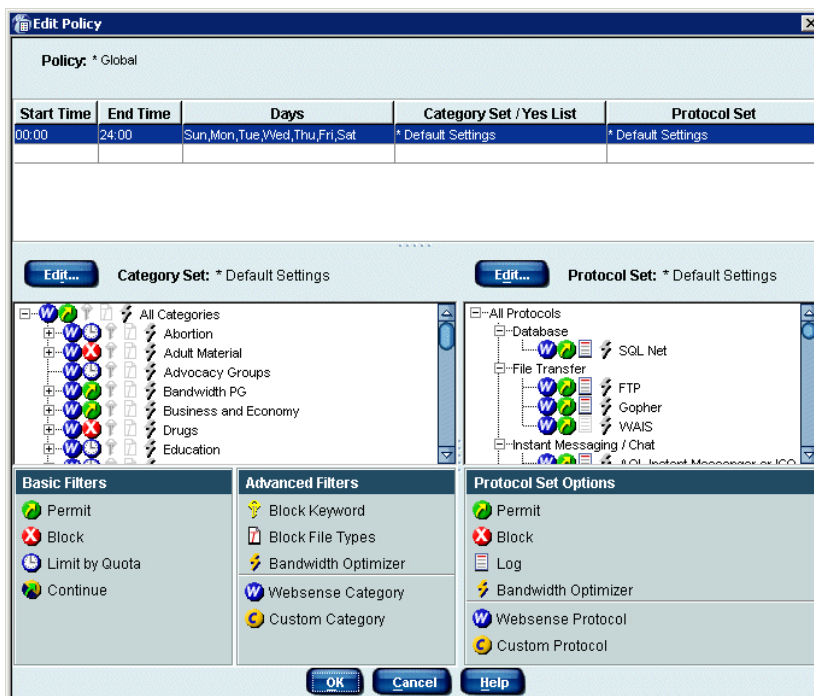 Edit Policy
Policy: * Global
Start Time End Time Days Category Set / Yes List Protocol Set
00:00 24:00 Sun,Mon,Tue,Wed,Thu,Fri,Sat * Default Settings * Default Settings
Edit... Category Set: * Default Settings
Edit... Protocol Set: * Default Settings
All Categories
Abortion
Adult Material
Advocacy Groups
Bandwidth PG
Business and Economy
Drugs
Education
All Protocols
Database
SQL Net
File Transfer
FTP
Gopher
WAIS
Instant Messaging / Chat
AOL Instant Messenger or ICQ
Basic Filters
Permit
Block
Limit by Quota
Continue
Advanced Filters
Block Keyword
Block File Types
Bandwidth Optimizer
Websense Category
Custom Category
Protocol Set Options
Permit
Block
Log
Bandwidth Optimizer
Websense Protocol
Custom Protocol
OK Cancel Help